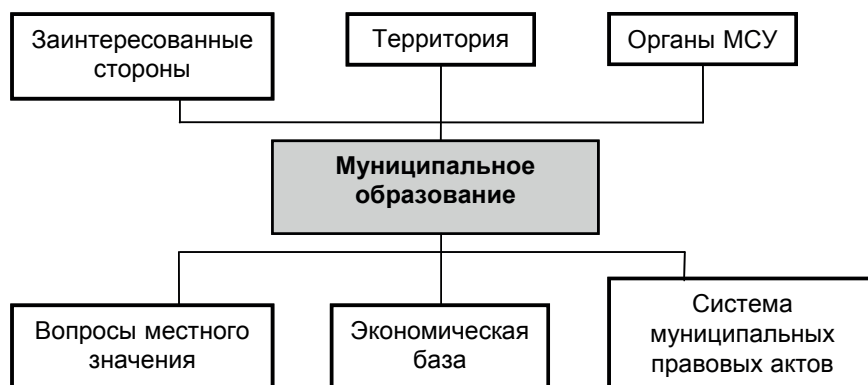 Заинтересованные
стороны
Территория
Органы МСУ
Муниципальное
образование
Вопросы местного
значения
Экономическая
база
Система
муниципальных
правовых актов